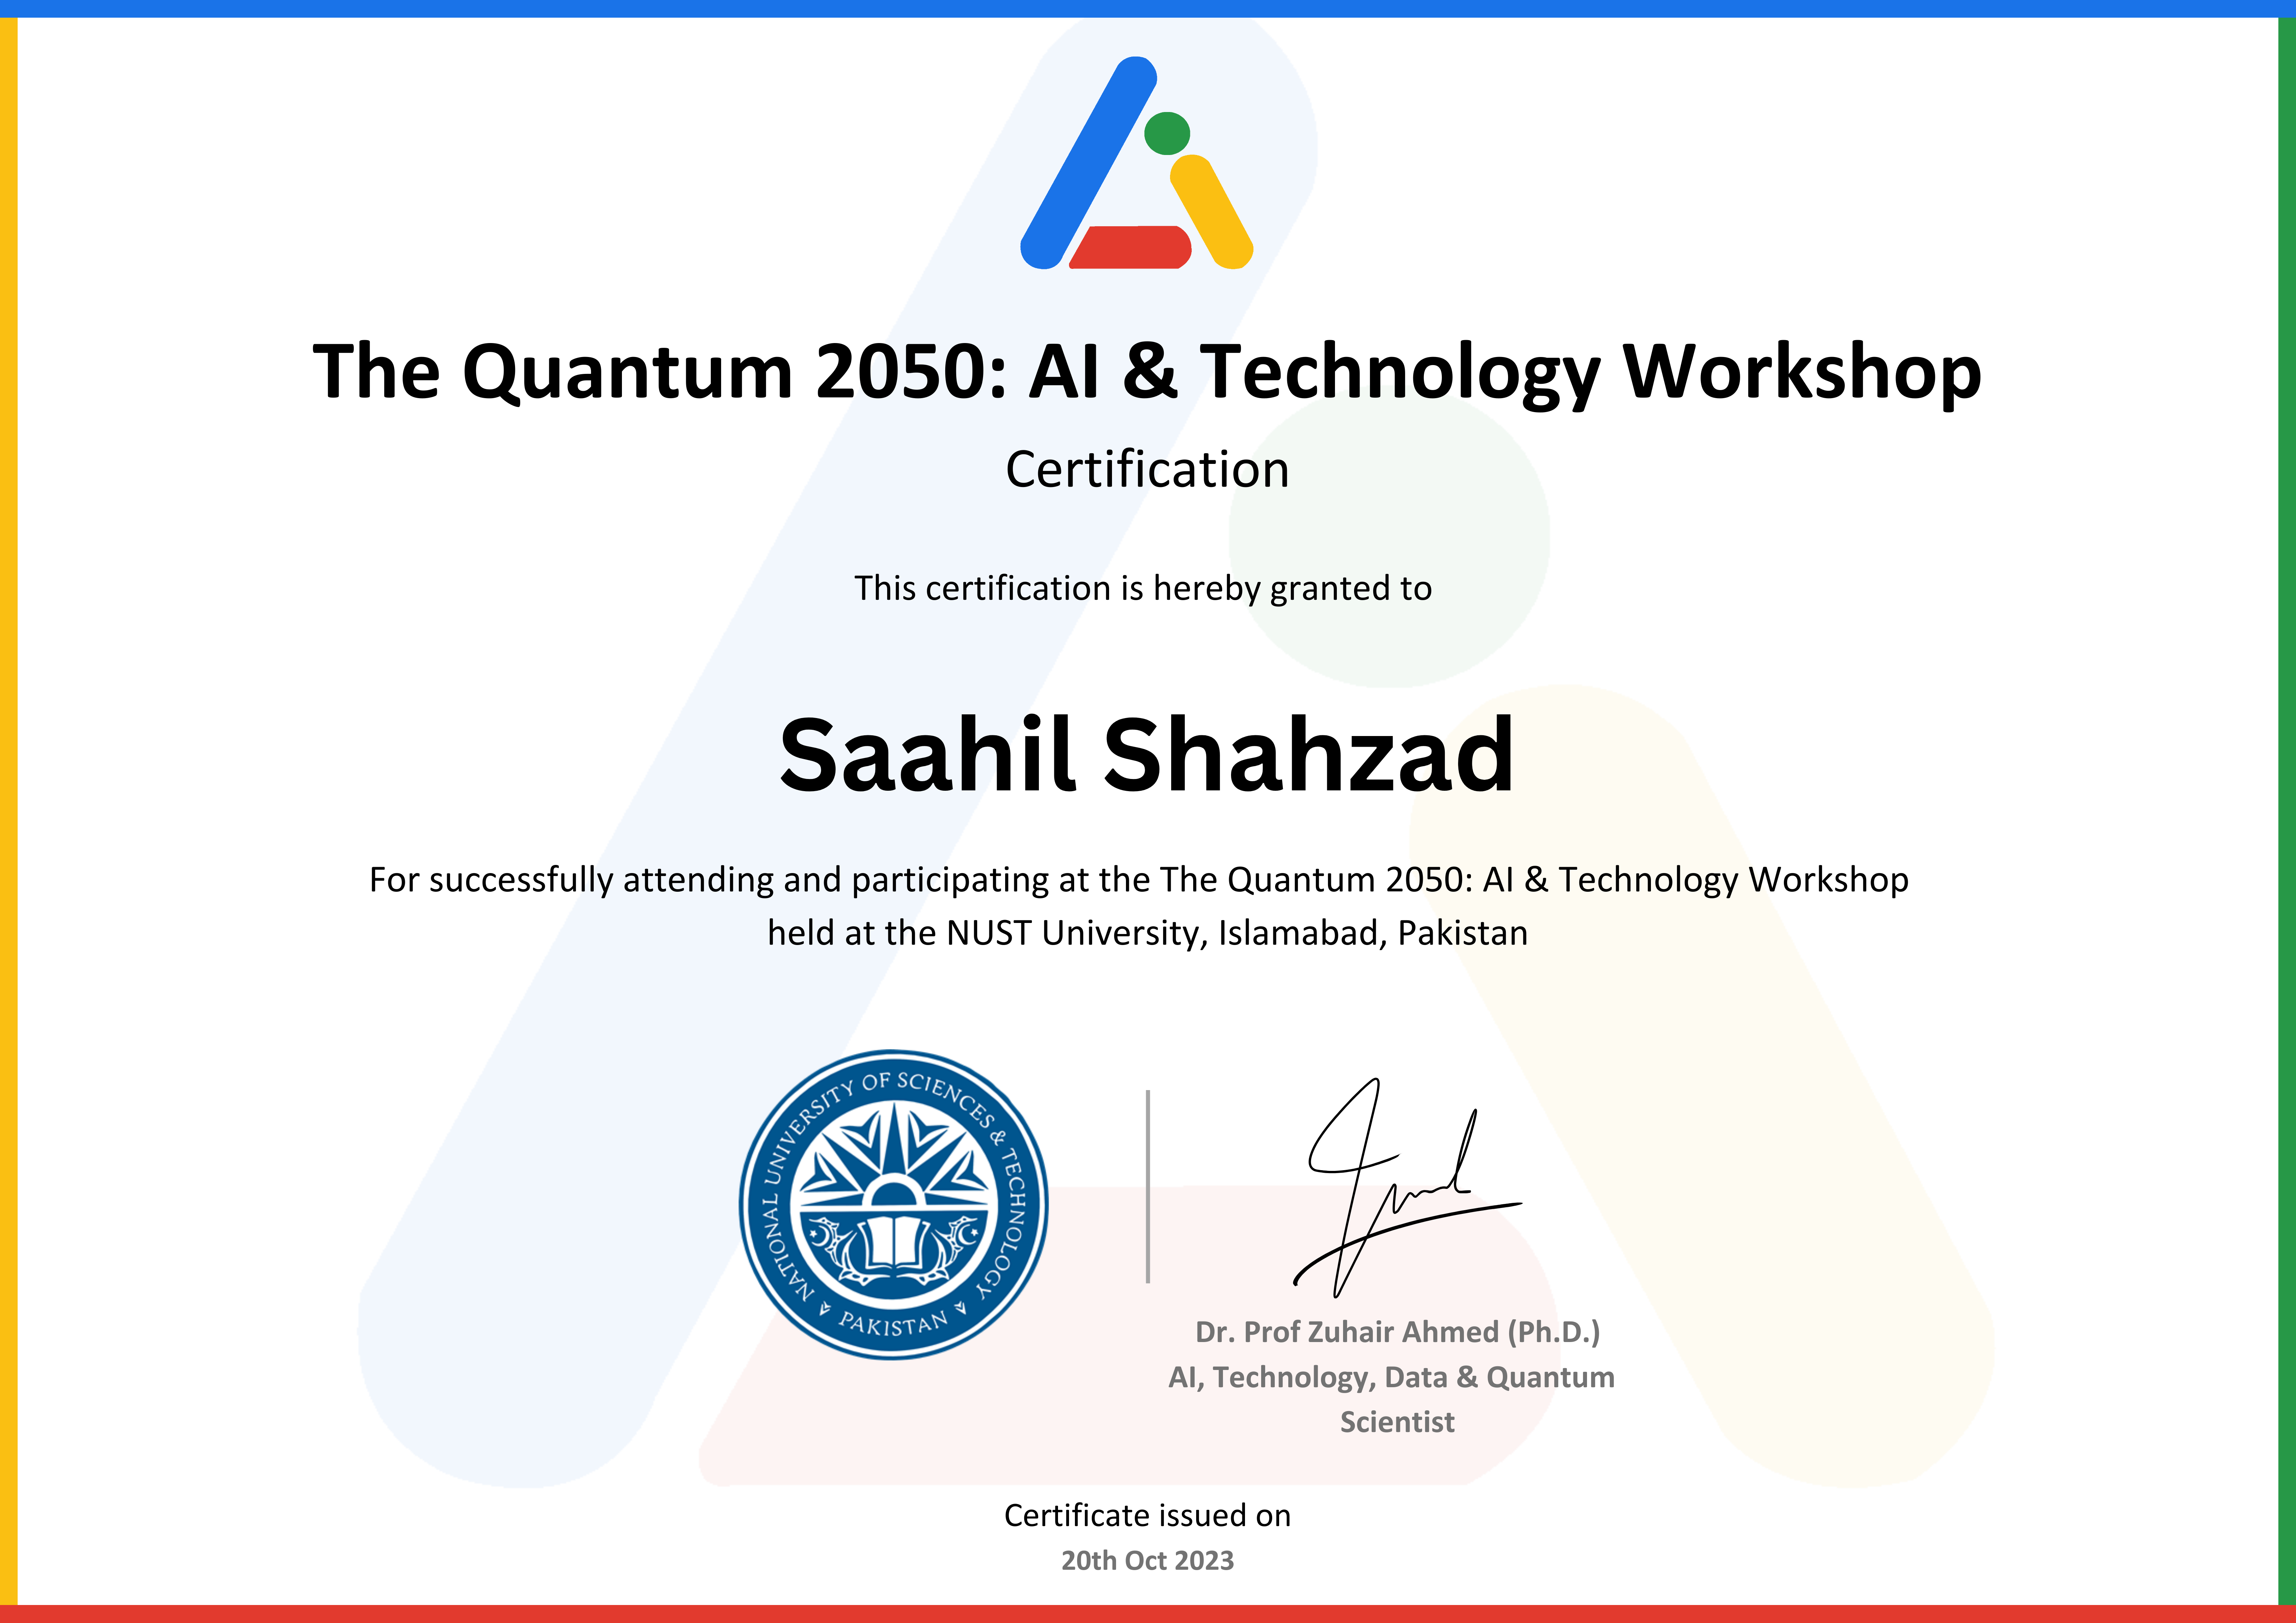 The Quantum 2050: AI & Technology Workshop
Certification
This certification is hereby granted to
Saahil Shahzad
For successfully attending and participating at the The Quantum 2050: AI & Technology Workshop
held at the NUST University, Islamabad, Pakistan
NATIONAL UNIVERSITY OF SCIENCES & TECHNOLOGY
PAKISTAN
Dr. Prof Zuhair Ahmed (Ph.D.)
AI, Technology, Data & Quantum
Scientist
Certificate issued on
20th Oct 2023